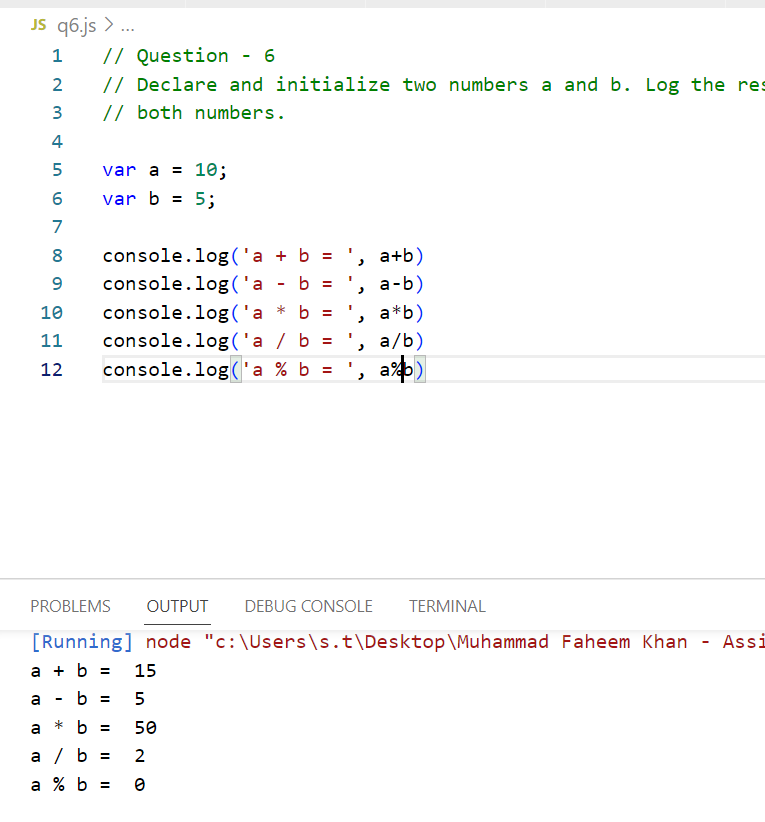 JS q6.js > ...
1 // Question - 6
2 // Declare and initialize two numbers a and b. Log the
3 // both numbers.
4
5 var a = 10;
6 var b = 5;
7
8 console.log('a + b = ', a+b)
9 console.log('a - b = ', a-b)
10 console.log('a * b = ', a*b)
11 console.log('a / b = ', a/b)
12 console.log('a % b = ', a%b)
PROBLEMS OUTPUT DEBUG CONSOLE TERMINAL
[Running] node "c:\Users\s.t\Desktop\Muhammad Faheem Khan - Assi
a + b =  15
a - b =  5
a * b =  50
a / b =  2
a % b =  0